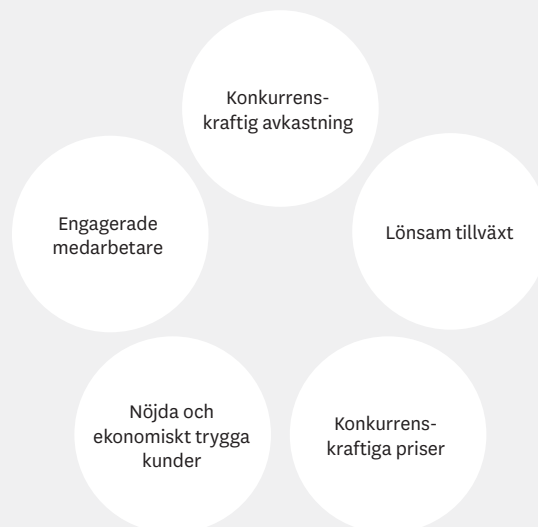 Konkurrens-
kraftig avkastning
Engagerade
medarbetare
Lönsam tillväxt
Nöjda och
ekonomiskt trygga
kunder
Konkurrens-
kraftiga priser